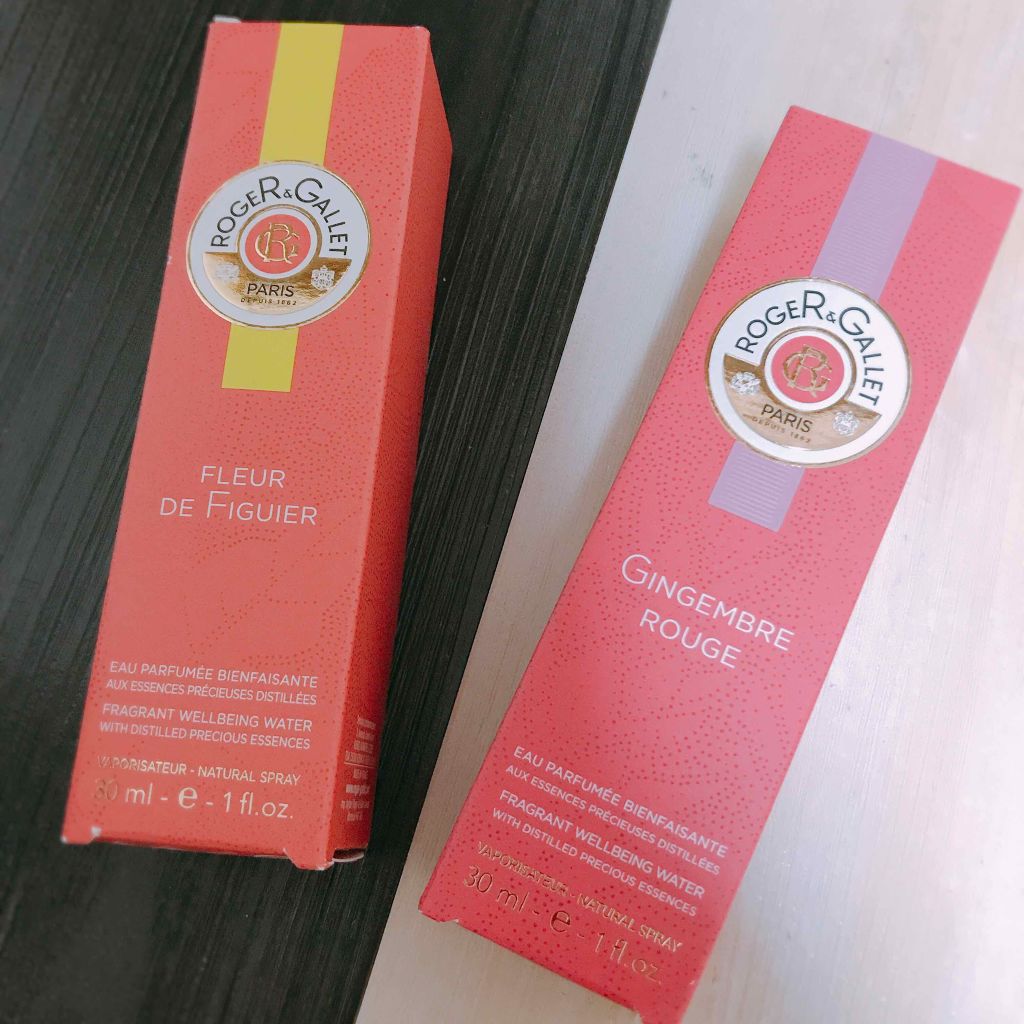 ROGER & GALLET
RG
PARIS
DEPUIS 1862
FLEUR
DE FIGUIER
EAU PARFUMÉE BIENFAISANTE
AUX ESSENCES PRÉCIEUSES DISTILLÉES
FRAGRANT WELLBEING WATER
WITH DISTILLED PRECIOUS ESSENCES
VAPORISATEUR - NATURAL SPRAY
30 ml - e - 1 fl.oz.
ROGER & GALLET
RG
PARIS
DEPUIS 1862
GINGEMBRE
ROUGE
EAU PARFUMÉE BIENFAISANTE
AUX ESSENCES PRÉCIEUSES DISTILLÉES
FRAGRANT WELLBEING WATER
WITH DISTILLED PRECIOUS ESSENCES
VAPORISATEUR - NATURAL SPRAY
30 ml - e - 1 fl.oz.